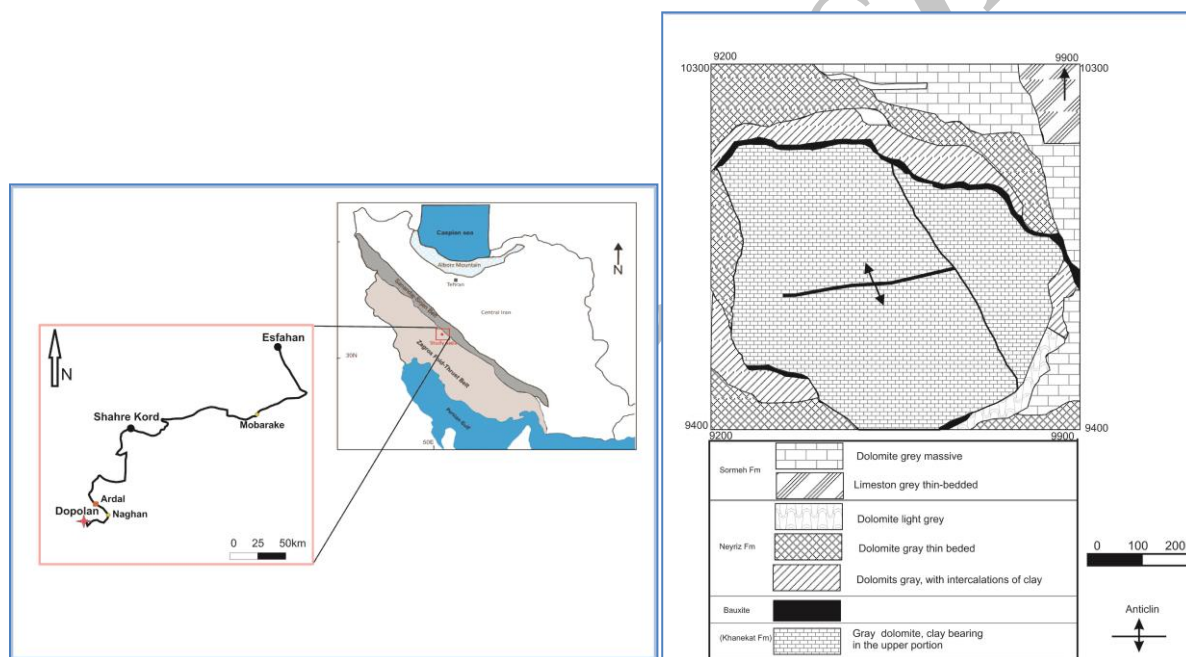 N
Esfahan
Shahre Kord
Mobarake
Ardal
Dopolan
Naghan
0 25 50km
Caspian sea
Alborz Mountain
N
Tehran
Central Iran
30N
Zagros Fold-Thrust Belt
Persian Gulf
9200
9900
10300
10300
9400
9400
9200
9900
Sormeh Fm
Dolomite grey massive
Limeston grey thin-bedded
Neyriz Fm
Dolomite light grey
Dolomite gray thin beded
Dolomits gray, with intercalations of clay
Bauxite
(Khanekat Fm)
Gray dolomite, clay bearing
in the upper portion
0 100 200
Anticlin